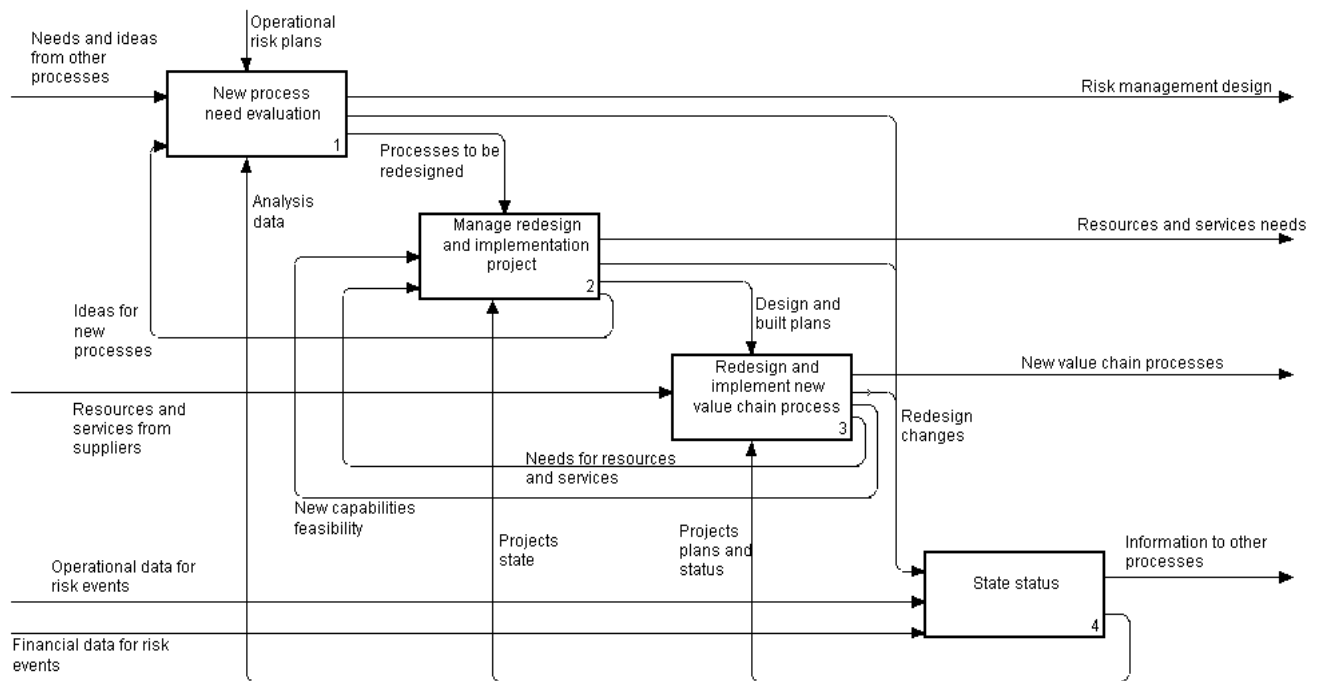 Operational
risk plans
Needs and ideas
from other
processes
New process
need evaluation
1
Risk management design
Processes to be
redesigned
Analysis
data
Manage redesign
and implementation
project
2
Resources and services needs
Ideas for
new
processes
Design and
built plans
Redesign and
implement new
value chain process
3
New value chain processes
Resources and
services from
suppliers
Redesign
changes
Needs for resources
and services
New capabilities
feasibility
Projects
state
Projects
plans and
status
Operational data for
risk events
State status
4
Information to other
processes
Financial data for risk
events